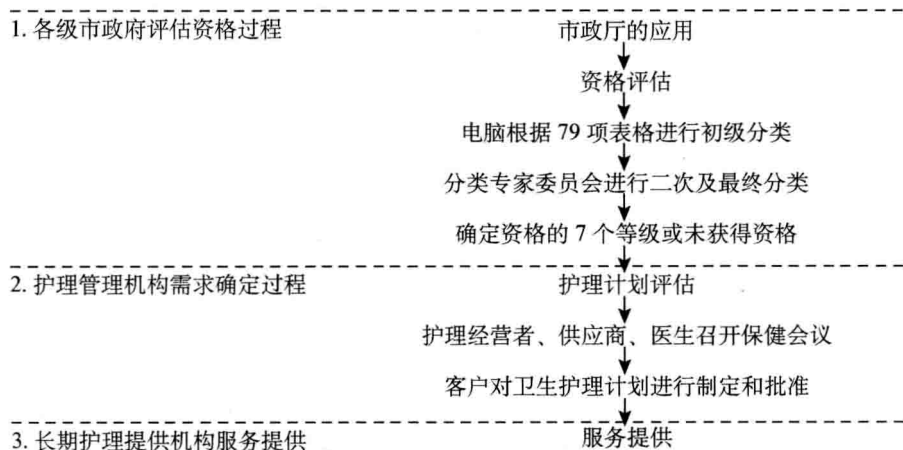 1. 各级市政府评估资格过程
市政厅的应用
资格评估
电脑根据 79 项表格进行初级分类
分类专家委员会进行二次及最终分类
确定资格的 7 个等级或未获得资格
2. 护理管理机构需求确定过程
护理计划评估
护理经营者、供应商、医生召开保健会议
客户对卫生护理计划进行制定和批准
3. 长期护理提供机构服务提供
服务提供